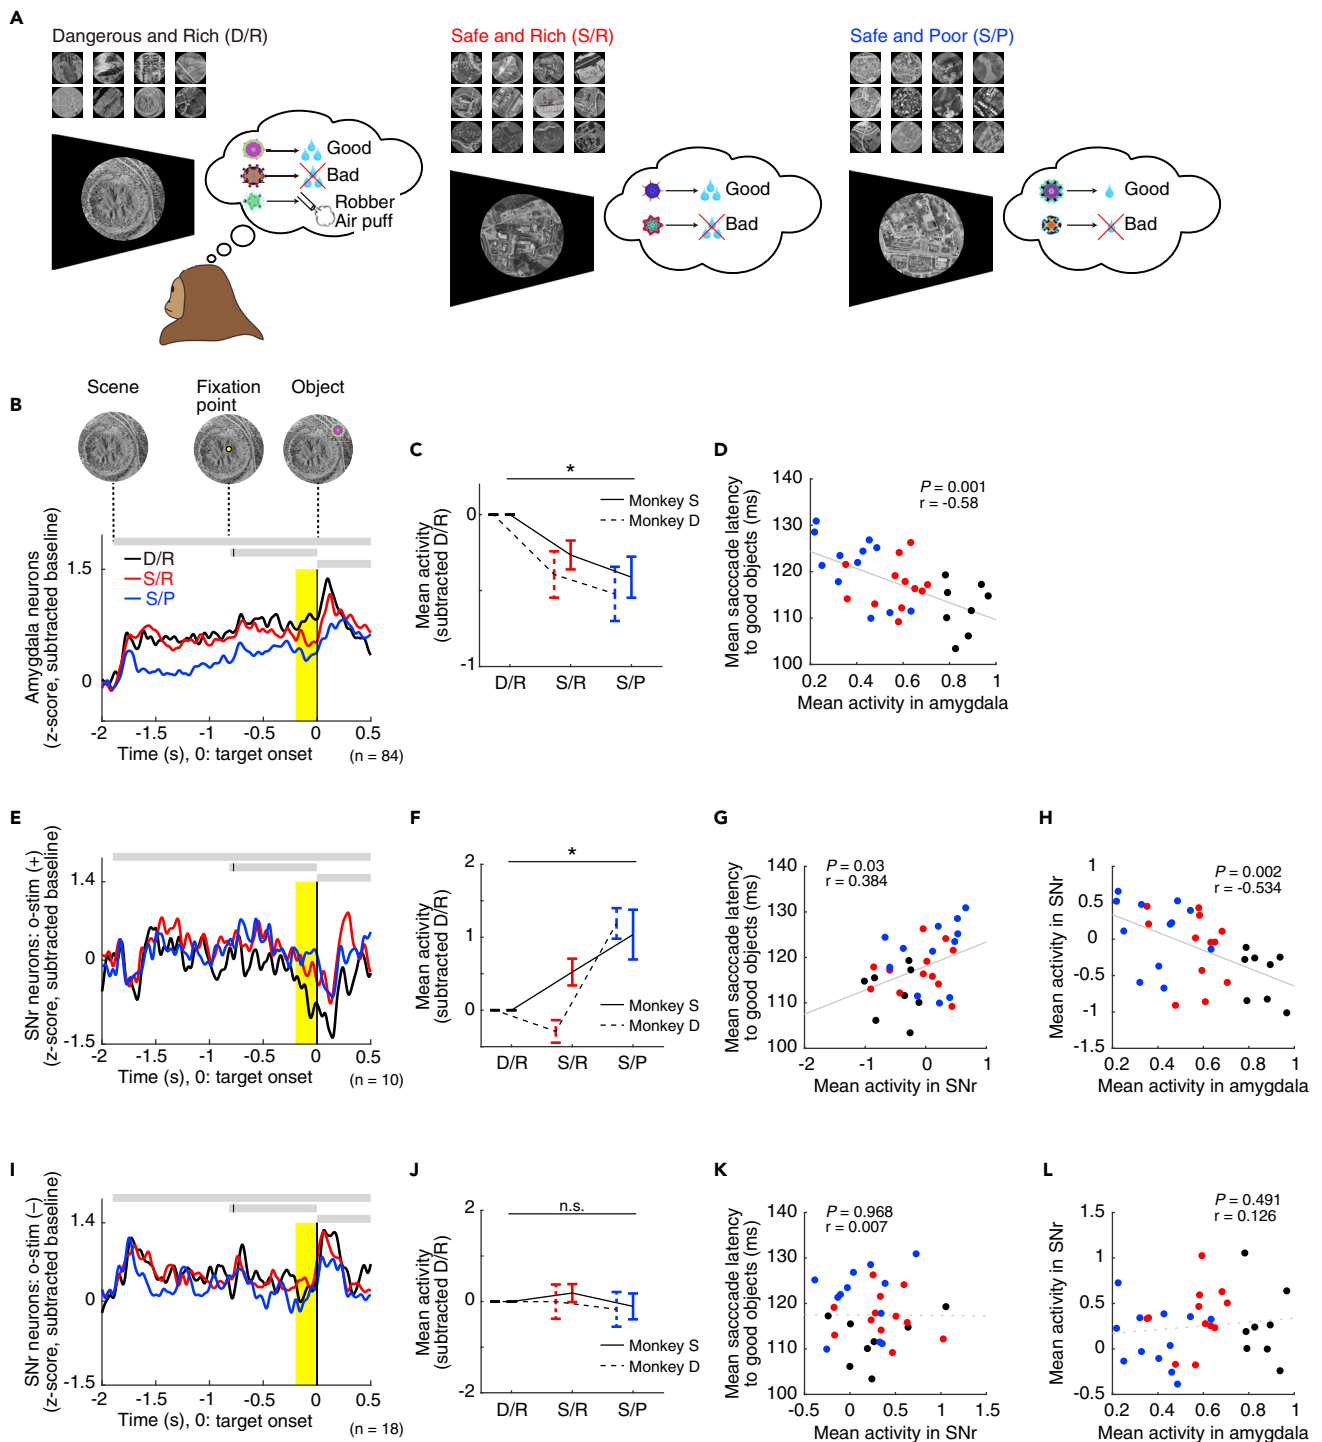 A
Dangerous and Rich (D/R)
Safe and Rich (S/R)
Safe and Poor (S/P)
Good
Bad
Robber
Air puff
Good
Bad
Good
Bad
B
Scene
Fixation
point
Object
Amygdala neurons
(z-score, subtracted baseline)
1.5
0
D/R
S/R
S/P
-2
-1.5
-1
-0.5
0
0.5
Time (s), 0: target onset
(n = 84)
C
*
Monkey S
Monkey D
Mean activity
(subtracted D/R)
0
-1
D/R
S/R
S/P
D
P = 0.001
r = -0.58
Mean sacccade latency
to good objects (ms)
140
130
120
110
100
0.2
0.4
0.6
0.8
1
Mean activity in amygdala
E
SNr neurons: o-stim (+)
(z-score, subtracted baseline)
1.4
0
-1.5
-2
-1.5
-1
-0.5
0
0.5
Time (s), 0: target onset
(n = 10)
F
*
Mean activity
(subtracted D/R)
2
1
0
Monkey S
Monkey D
D/R
S/R
S/P
G
P = 0.03
r = 0.384
Mean sacccade latency
to good objects (ms)
140
130
120
110
100
-2
-1
0
1
Mean activity in SNr
H
P = 0.002
r = -0.534
Mean activity in SNr
1
0.5
0
-0.5
-1
-1.5
0.2
0.4
0.6
0.8
1
Mean activity in amygdala
I
SNr neurons: o-stim (–)
(z-score, subtracted baseline)
1.4
0
-1.5
-2
-1.5
-1
-0.5
0
0.5
Time (s), 0: target onset
(n = 18)
J
n.s.
Mean activity
(subtracted D/R)
2
0
-2
Monkey S
Monkey D
D/R
S/R
S/P
K
P = 0.968
r = 0.007
Mean sacccade latency
to good objects (ms)
140
130
120
110
100
-0.5
0
0.5
1
1.5
Mean activity in SNr
L
P = 0.491
r = 0.126
Mean activity in SNr
1.5
1
0.5
0
-0.5
0.2
0.4
0.6
0.8
1
Mean activity in amygdala